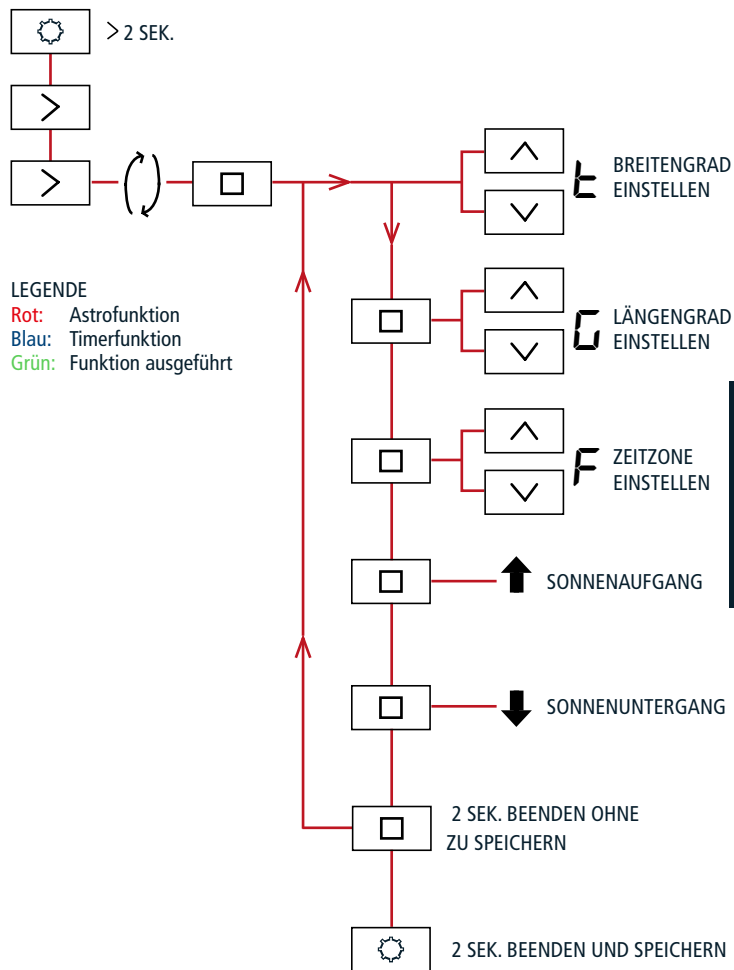 > 2 SEK.
BREITENGRAD
EINSTELLEN
LEGENDE
Rot: Astrofunktion
Blau: Timerfunktion
Grün: Funktion ausgeführt
t
G
LÄNGENGRAD
EINSTELLEN
F
ZEITZONE
EINSTELLEN
SONNENAUFGANG
SONNENUNTERGANG
2 SEK. BEENDEN OHNE
ZU SPEICHERN
2 SEK. BEENDEN UND SPEICHERN